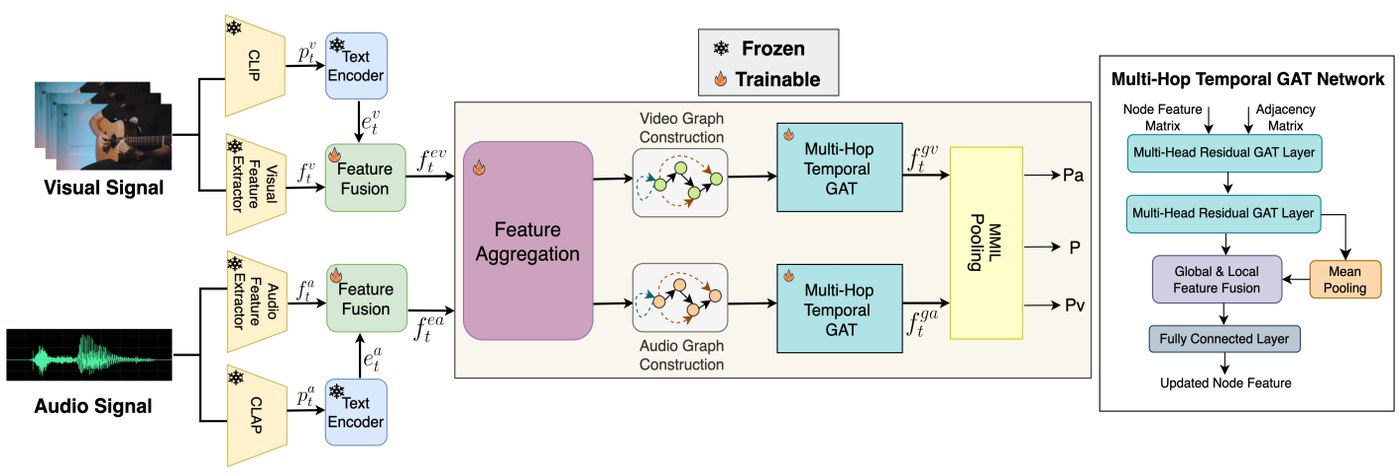 Frozen
Trainable
CLIP
p_t^v
Text
Encoder
e_t^v
Visual Signal
Visual
Feature
Extractor
f_t^v
Feature
Fusion
f_t^{ev}
Audio
Feature
Extractor
f_t^a
Feature
Fusion
f_t^{ea}
e_t^a
Audio Signal
CLAP
p_t^a
Text
Encoder
Feature
Aggregation
Video Graph
Construction
Multi-Hop
Temporal
GAT
f_t^{gv}
Audio Graph
Construction
Multi-Hop
Temporal
GAT
f_t^{ga}
MMIL
Pooling
Pa
P
Pv
Multi-Hop Temporal GAT Network
Node Feature
Matrix
Adjacency
Matrix
Multi-Head Residual GAT Layer
Multi-Head Residual GAT Layer
Global & Local
Feature Fusion
Mean
Pooling
Fully Connected Layer
Updated Node Feature